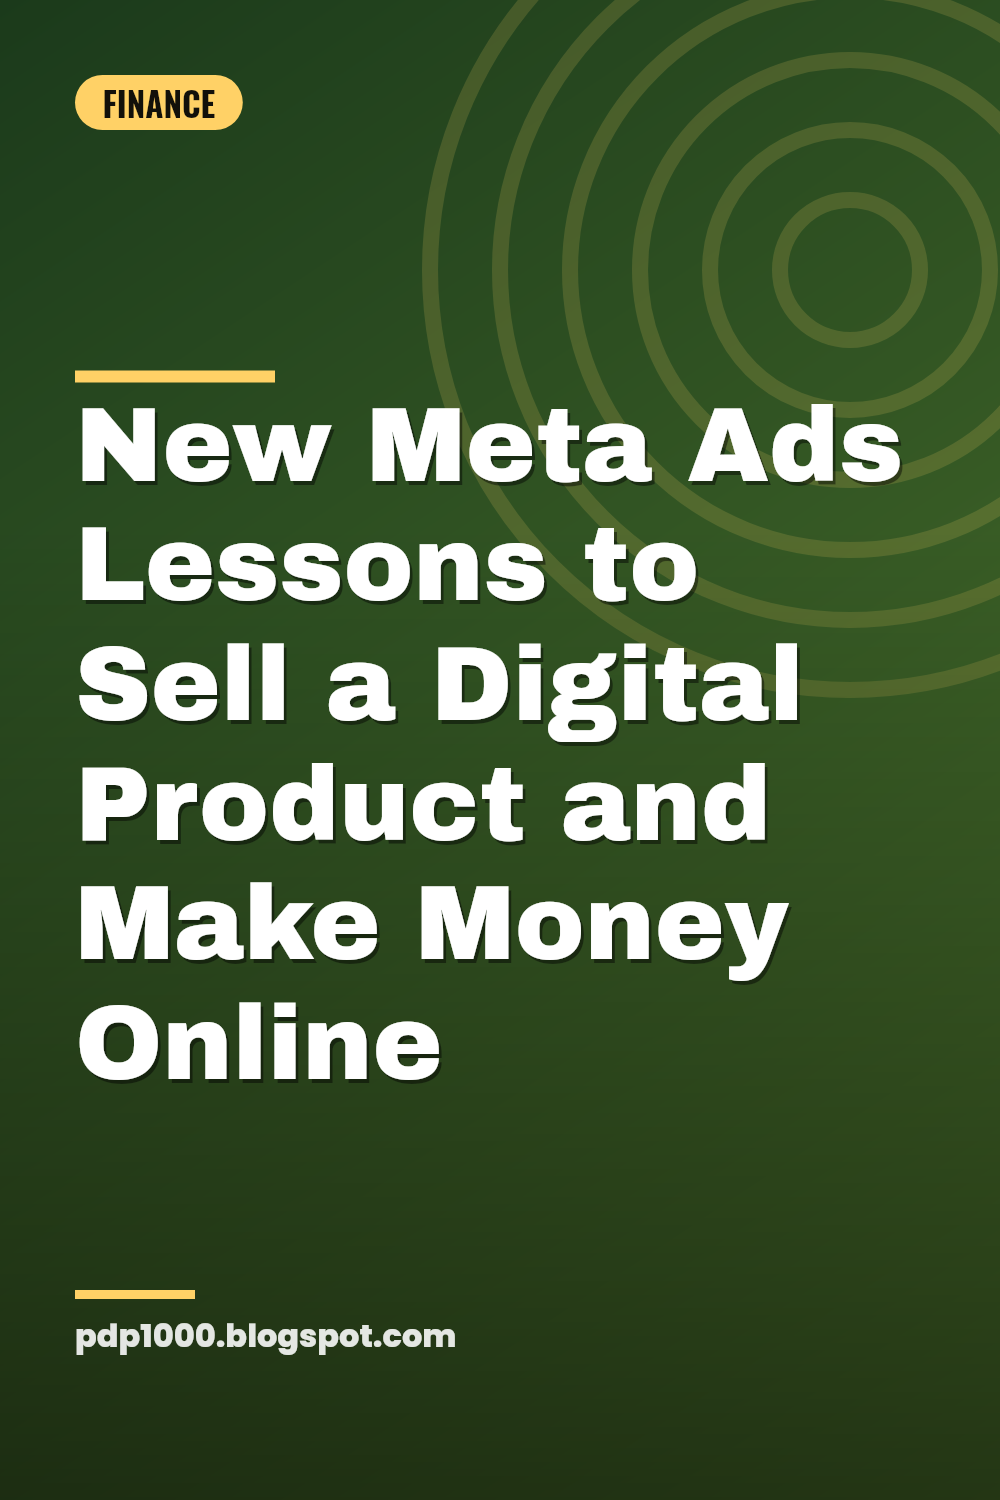 FINANCE
New Meta Ads
Lessons to
Sell a Digital
Product and
Make Money
Online
pdp1000.blogspot.com